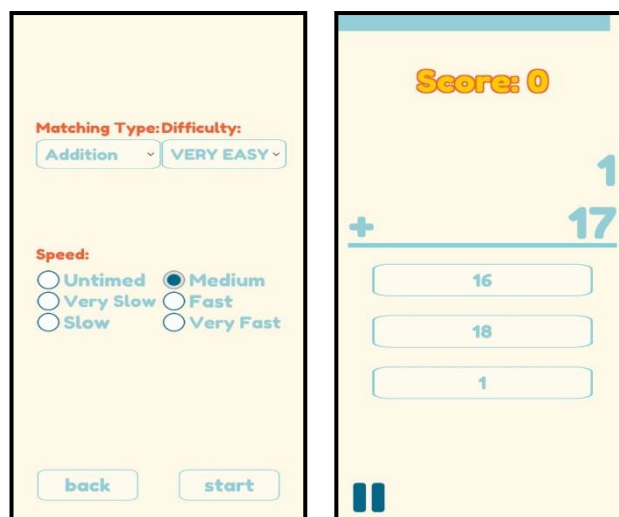 Matching Type: Difficulty:
Addition VERY EASY
Speed:
Untimed Medium
Very Slow Fast
Slow Very Fast
back start
Score: 0
1
+ 17
16
18
1